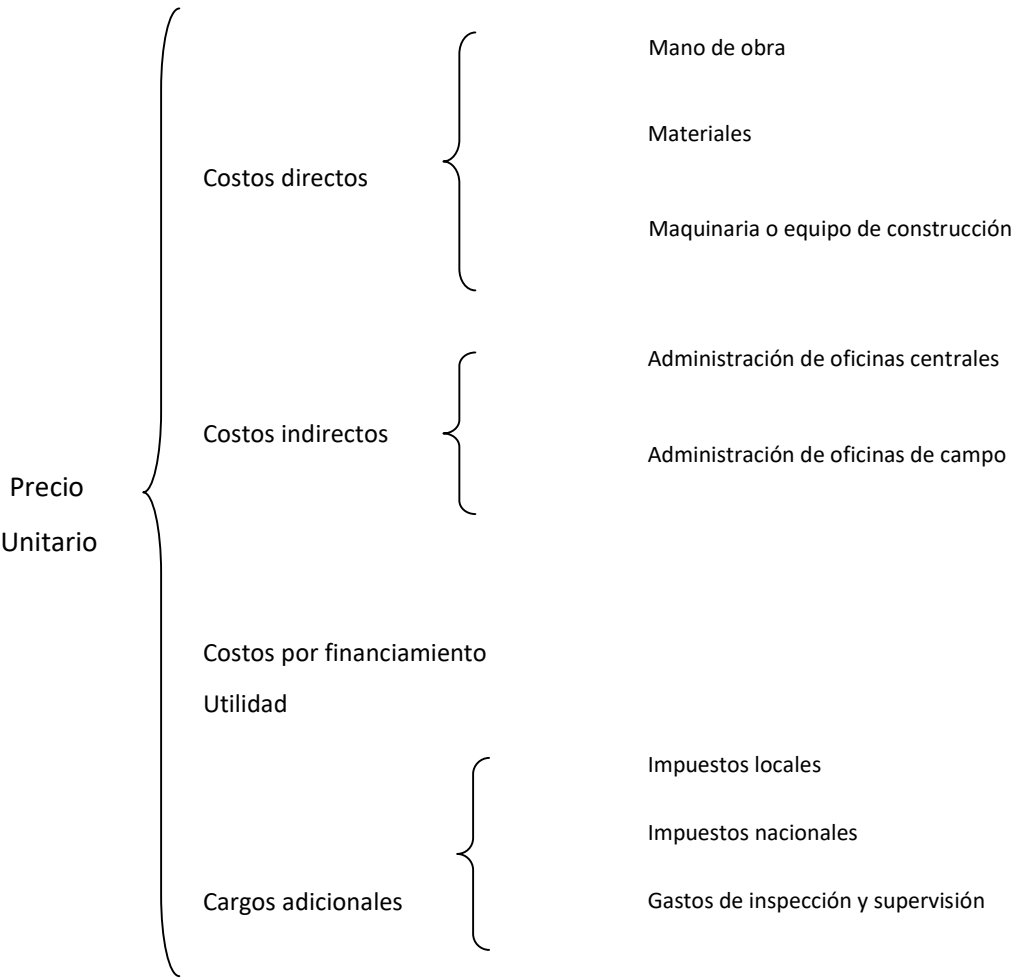 Precio
Unitario
Costos directos
Mano de obra
Materiales
Maquinaria o equipo de construcción
Costos indirectos
Administración de oficinas centrales
Administración de oficinas de campo
Costos por financiamiento
Utilidad
Cargos adicionales
Impuestos locales
Impuestos nacionales
Gastos de inspección y supervisión